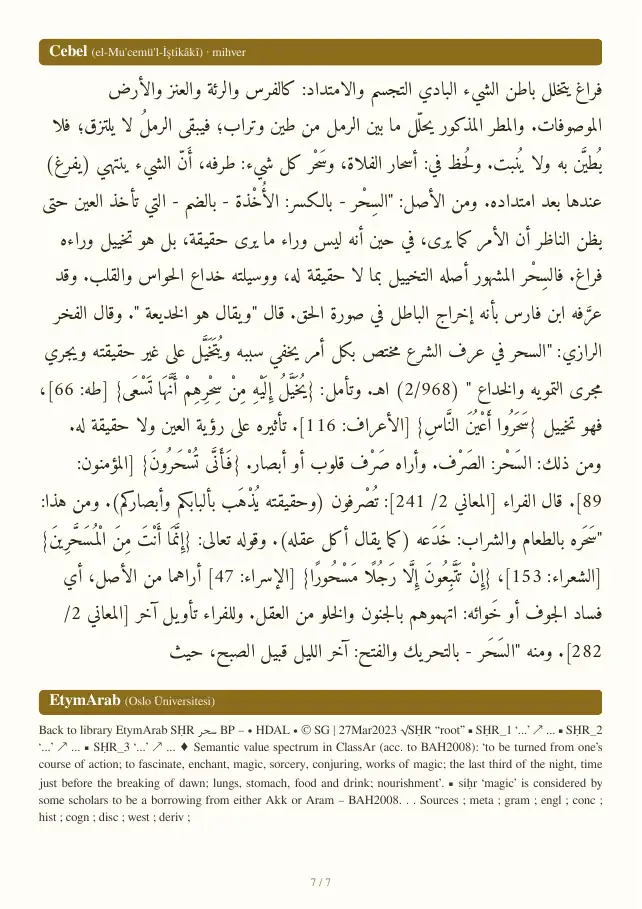 Cebel (el-Mu'cemü'l-İştikâkī) · mihver
فراغ يتخلل باطن الشيء البادي التجسم والامتداد: كالفرس والرئة والعنز والأرض
الموصوفات. والمطر المذكور يحلّل ما بين الرمل من طين وتراب؛ فيبقى الرملُ لا يلتزق؛ فلا
بُطيَّن به ولا يُنبت. ولُحظ في: أسحار الفلاة، وسَحْر كل شيء: طرفه، أَنّ الشيء ينتهي (يفرغ)
عندها بعد امتداده. ومن الأصل: "السِحْر - بالكسر: الأُخْذة - بالضم - التي تأخذ العين حتى
يظن الناظر أن الأمر كما يرى، في حين أنه ليس وراء ما يرى حقيقة، بل هو تخييل وراءه
فراغ. فالسِحْر المشهور أصله التخييل بما لا حقيقة له، ووسيلته خداع الحواس والقلب. وقد
عرَّفه ابن فارس بأنه إخراج الباطل في صورة الحق. قال "ويقال هو الخديعة ". وقال الفخر
الرازي: "السحر في عرف الشرع مختص بكل أمر يخفي سببه ويُتَخَيَّل على غير حقيقته ويجري
مجرى التمويه والخداع " (2/968) اهـ. وتأمل: {يُخَيَّلُ إِلَيْهِ مِنْ سِحْرِهِمْ أَنَّهَا تَسْعَى} [طه: 66]،
فهو تخييل {سَحَرُوا أَعْيُنَ النَّاسِ} [الأعراف: 116]. تأثيره على رؤية العين ولا حقيقة له.
ومن ذلك: السَحْر: الصَرْف. وأراه صَرْف قلوب أو أبصار. {فَأَنَّى تُسْحَرُونَ} [المؤمنون:
89]. قال الفراء [المعاني 2/ 241]: تُصْرفون (وحقيقته يُذْهَب بألبابكم وأبصاركم). ومن هذا:
"سَحَره بالطعام والشراب: خَدَعه (كما يقال أكل عقله). وقوله تعالى: {إِنَّمَا أَنْتَ مِنَ الْمُسَحَّرِينَ}
[الشعراء: 153]، {إِنْ تَتَّبِعُونَ إِلَّا رَجُلًا مَسْحُورًا} [الإسراء: 47] أراهما من الأصل، أي
فساد الجوف أو خَوائه: اتهموهم بالجنون والخلو من العقل. وللفراء تأويل آخر [المعاني 2/
282]. ومنه "السَحَر - بالتحريك والفتح: آخر الليل قبيل الصبح، حيث
EtymArab (Oslo Üniversitesi)
Back to library EtymArab SḤR سحر BP – • HDAL • © SG | 27Mar2023 √SḤR “root” ▪ SḤR_1 ‘...’ ↗ ... ▪ SḤR_2
‘...’ ↗ ... ▪ SḤR_3 ‘...’ ↗ ... ♦ Semantic value spectrum in ClassAr (acc. to BAH2008): ‘to be turned from one’s
course of action; to fascinate, enchant, magic, sorcery, conjuring, works of magic; the last third of the night, time
just before the breaking of dawn; lungs, stomach, food and drink; nourishment’. ▪ siḥr ‘magic’ is considered by
some scholars to be a borrowing from either Akk or Aram – BAH2008. . . Sources ; meta ; gram ; engl ; conc ;
hist ; cogn ; disc ; west ; deriv ;
7 / 7